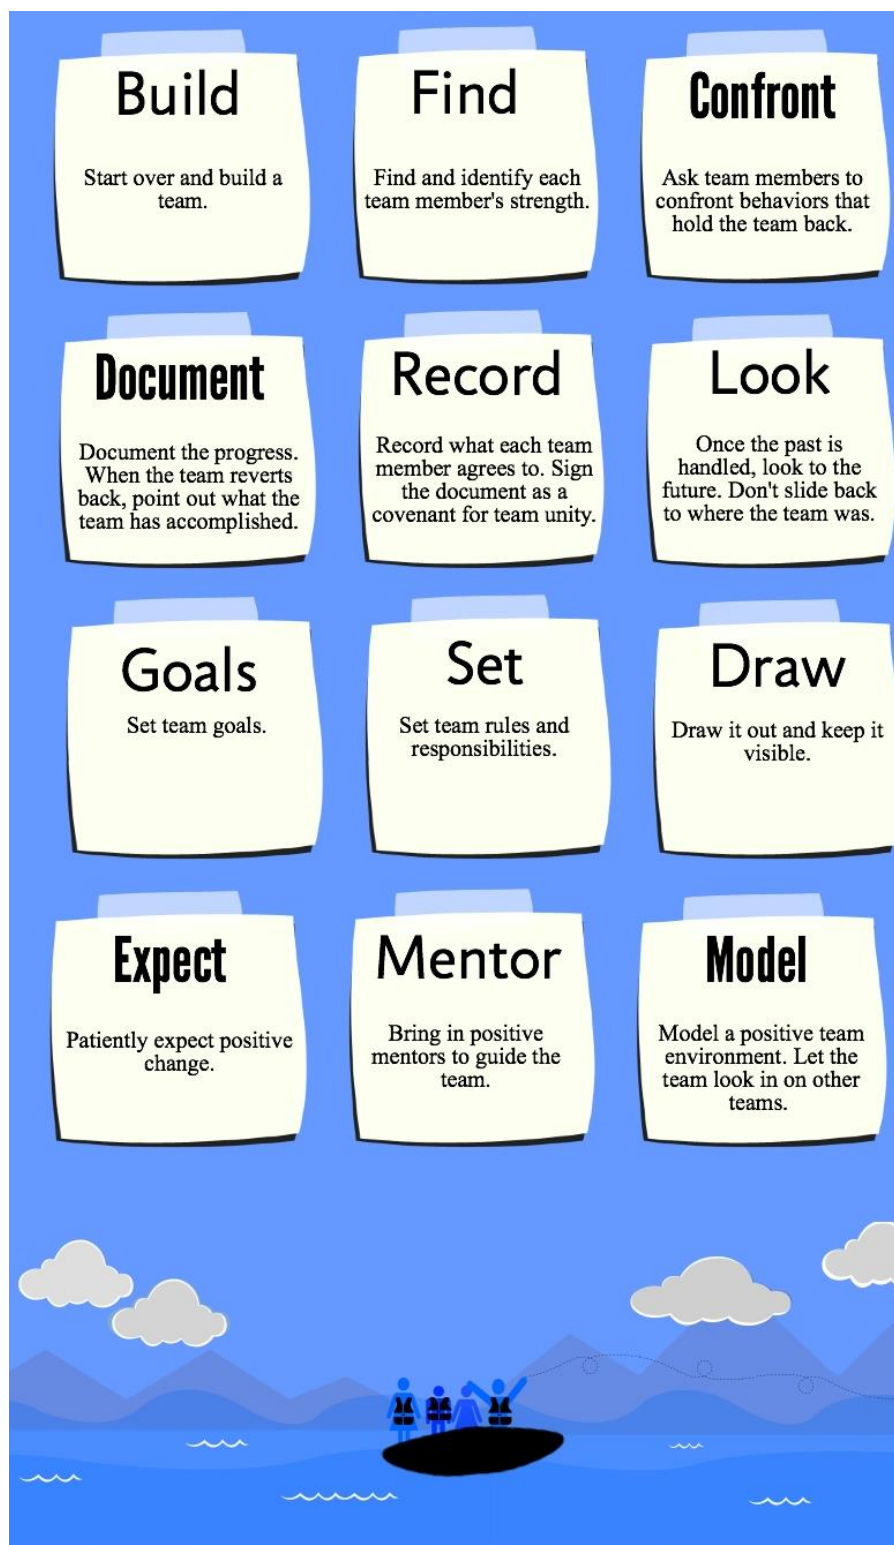 Build
Start over and build a
team.
Find
Find and identify each
team member's strength.
Confront
Ask team members to
confront behaviors that
hold the team back.
Document
Document the progress.
When the team reverts
back, point out what the
team has accomplished.
Record
Record what each team
member agrees to. Sign
the document as a
covenant for team unity.
Look
Once the past is
handled, look to the
future. Don't slide back
to where the team was.
Goals
Set team goals.
Set
Set team rules and
responsibilities.
Draw
Draw it out and keep it
visible.
Expect
Patiently expect positive
change.
Mentor
Bring in positive
mentors to guide the
team.
Model
Model a positive team
environment. Let the
team look in on other
teams.